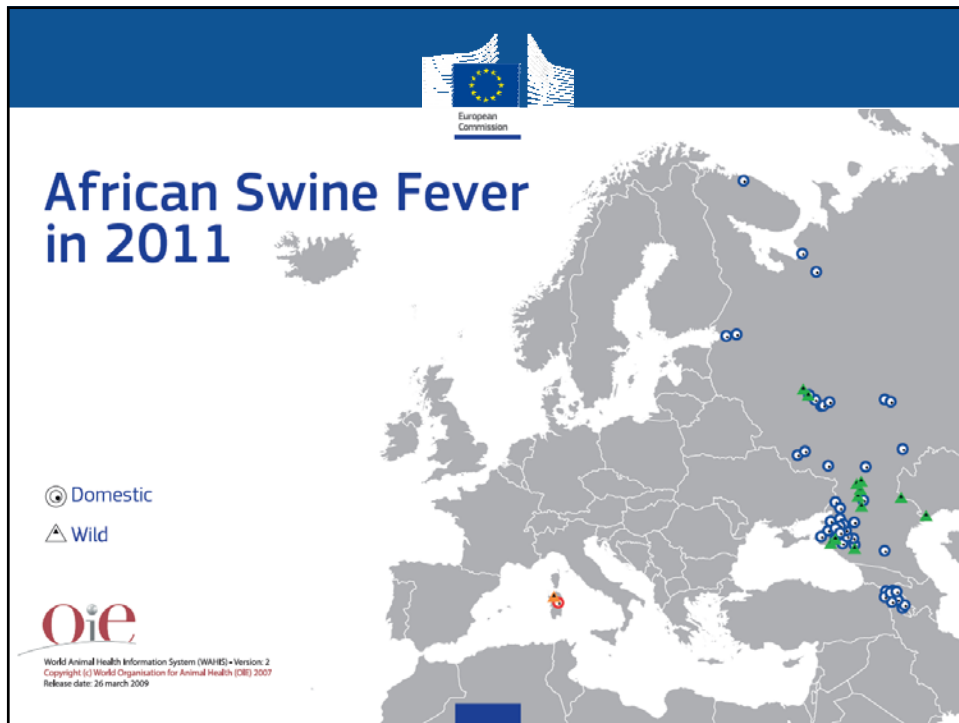 European
Commission
African Swine Fever
in 2011
Domestic
Wild
OiE
World Animal Health Information System (WAHIS) • Version: 2
Copyright (c) World Organisation for Animal Health (OIE) 2007
Release date: 26 march 2009